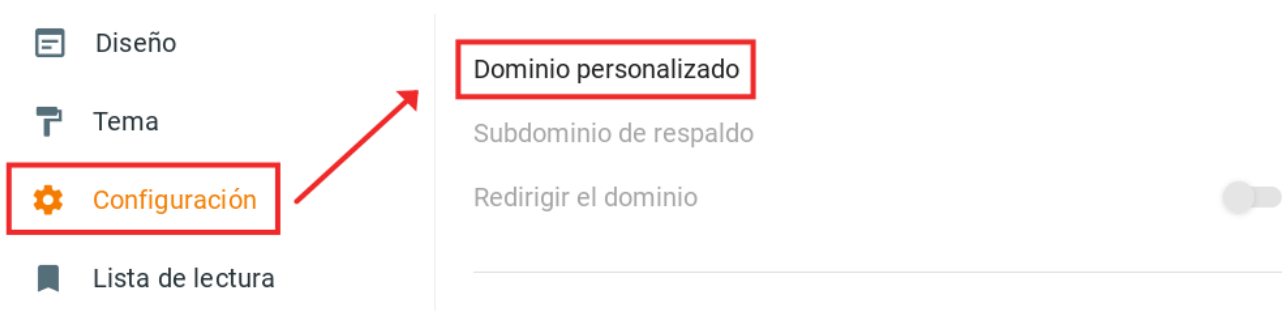 Diseño
Tema
Configuración
Lista de lectura
Dominio personalizado
Subdominio de respaldo
Redirigir el dominio